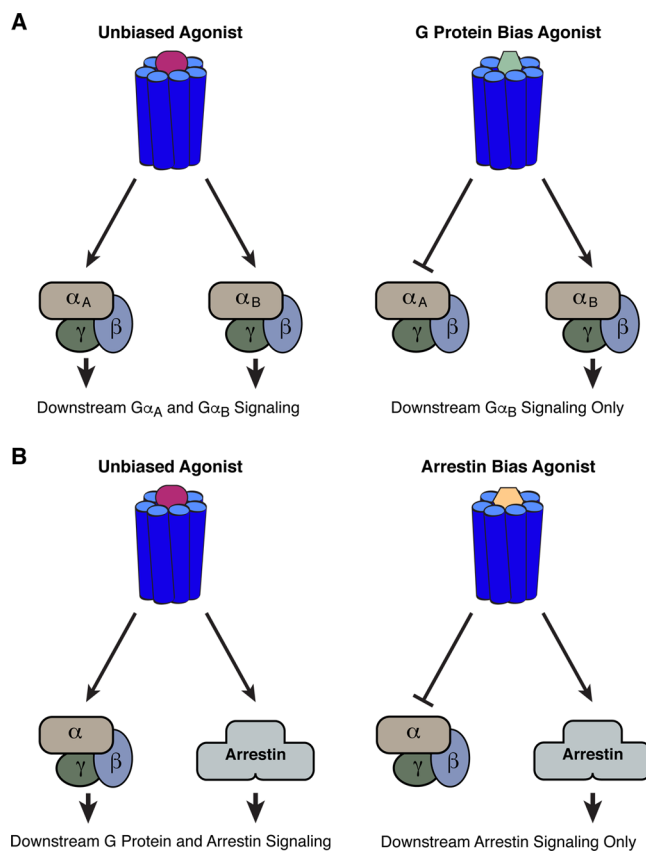 A
Unbiased Agonist
G Protein Bias Agonist
αA
γ
β
αB
γ
β
αA
γ
β
αB
γ
β
Downstream GαA and GαB Signaling
Downstream GαB Signaling Only
B
Unbiased Agonist
Arrestin Bias Agonist
α
γ
β
Arrestin
α
γ
β
Arrestin
Downstream G Protein and Arrestin Signaling
Downstream Arrestin Signaling Only